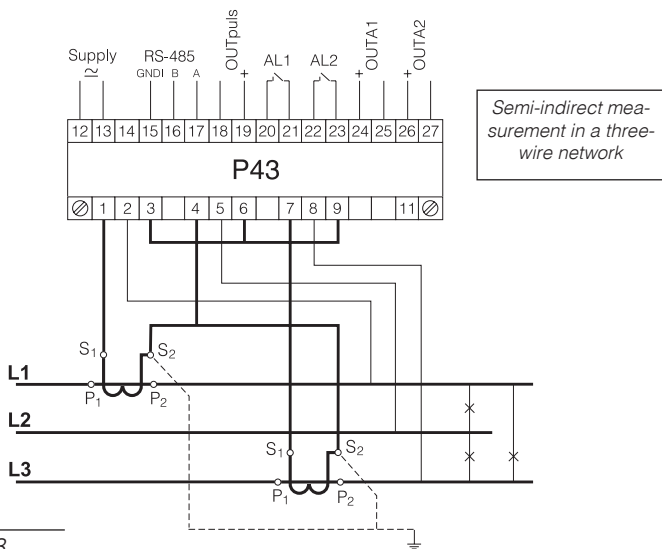 Supply RS-485 OUTpuls AL1 AL2 OUTA1 OUTA2
GNDI B A + + +
12 13 14 15 16 17 18 19 20 21 22 23 24 25 26 27
P43
1 2 3 4 5 6 7 8 9 11
Semi-indirect mea-
surement in a three-
wire network
S1 S2
L1
P1 P2
L2
S1 S2
L3
P1 P2